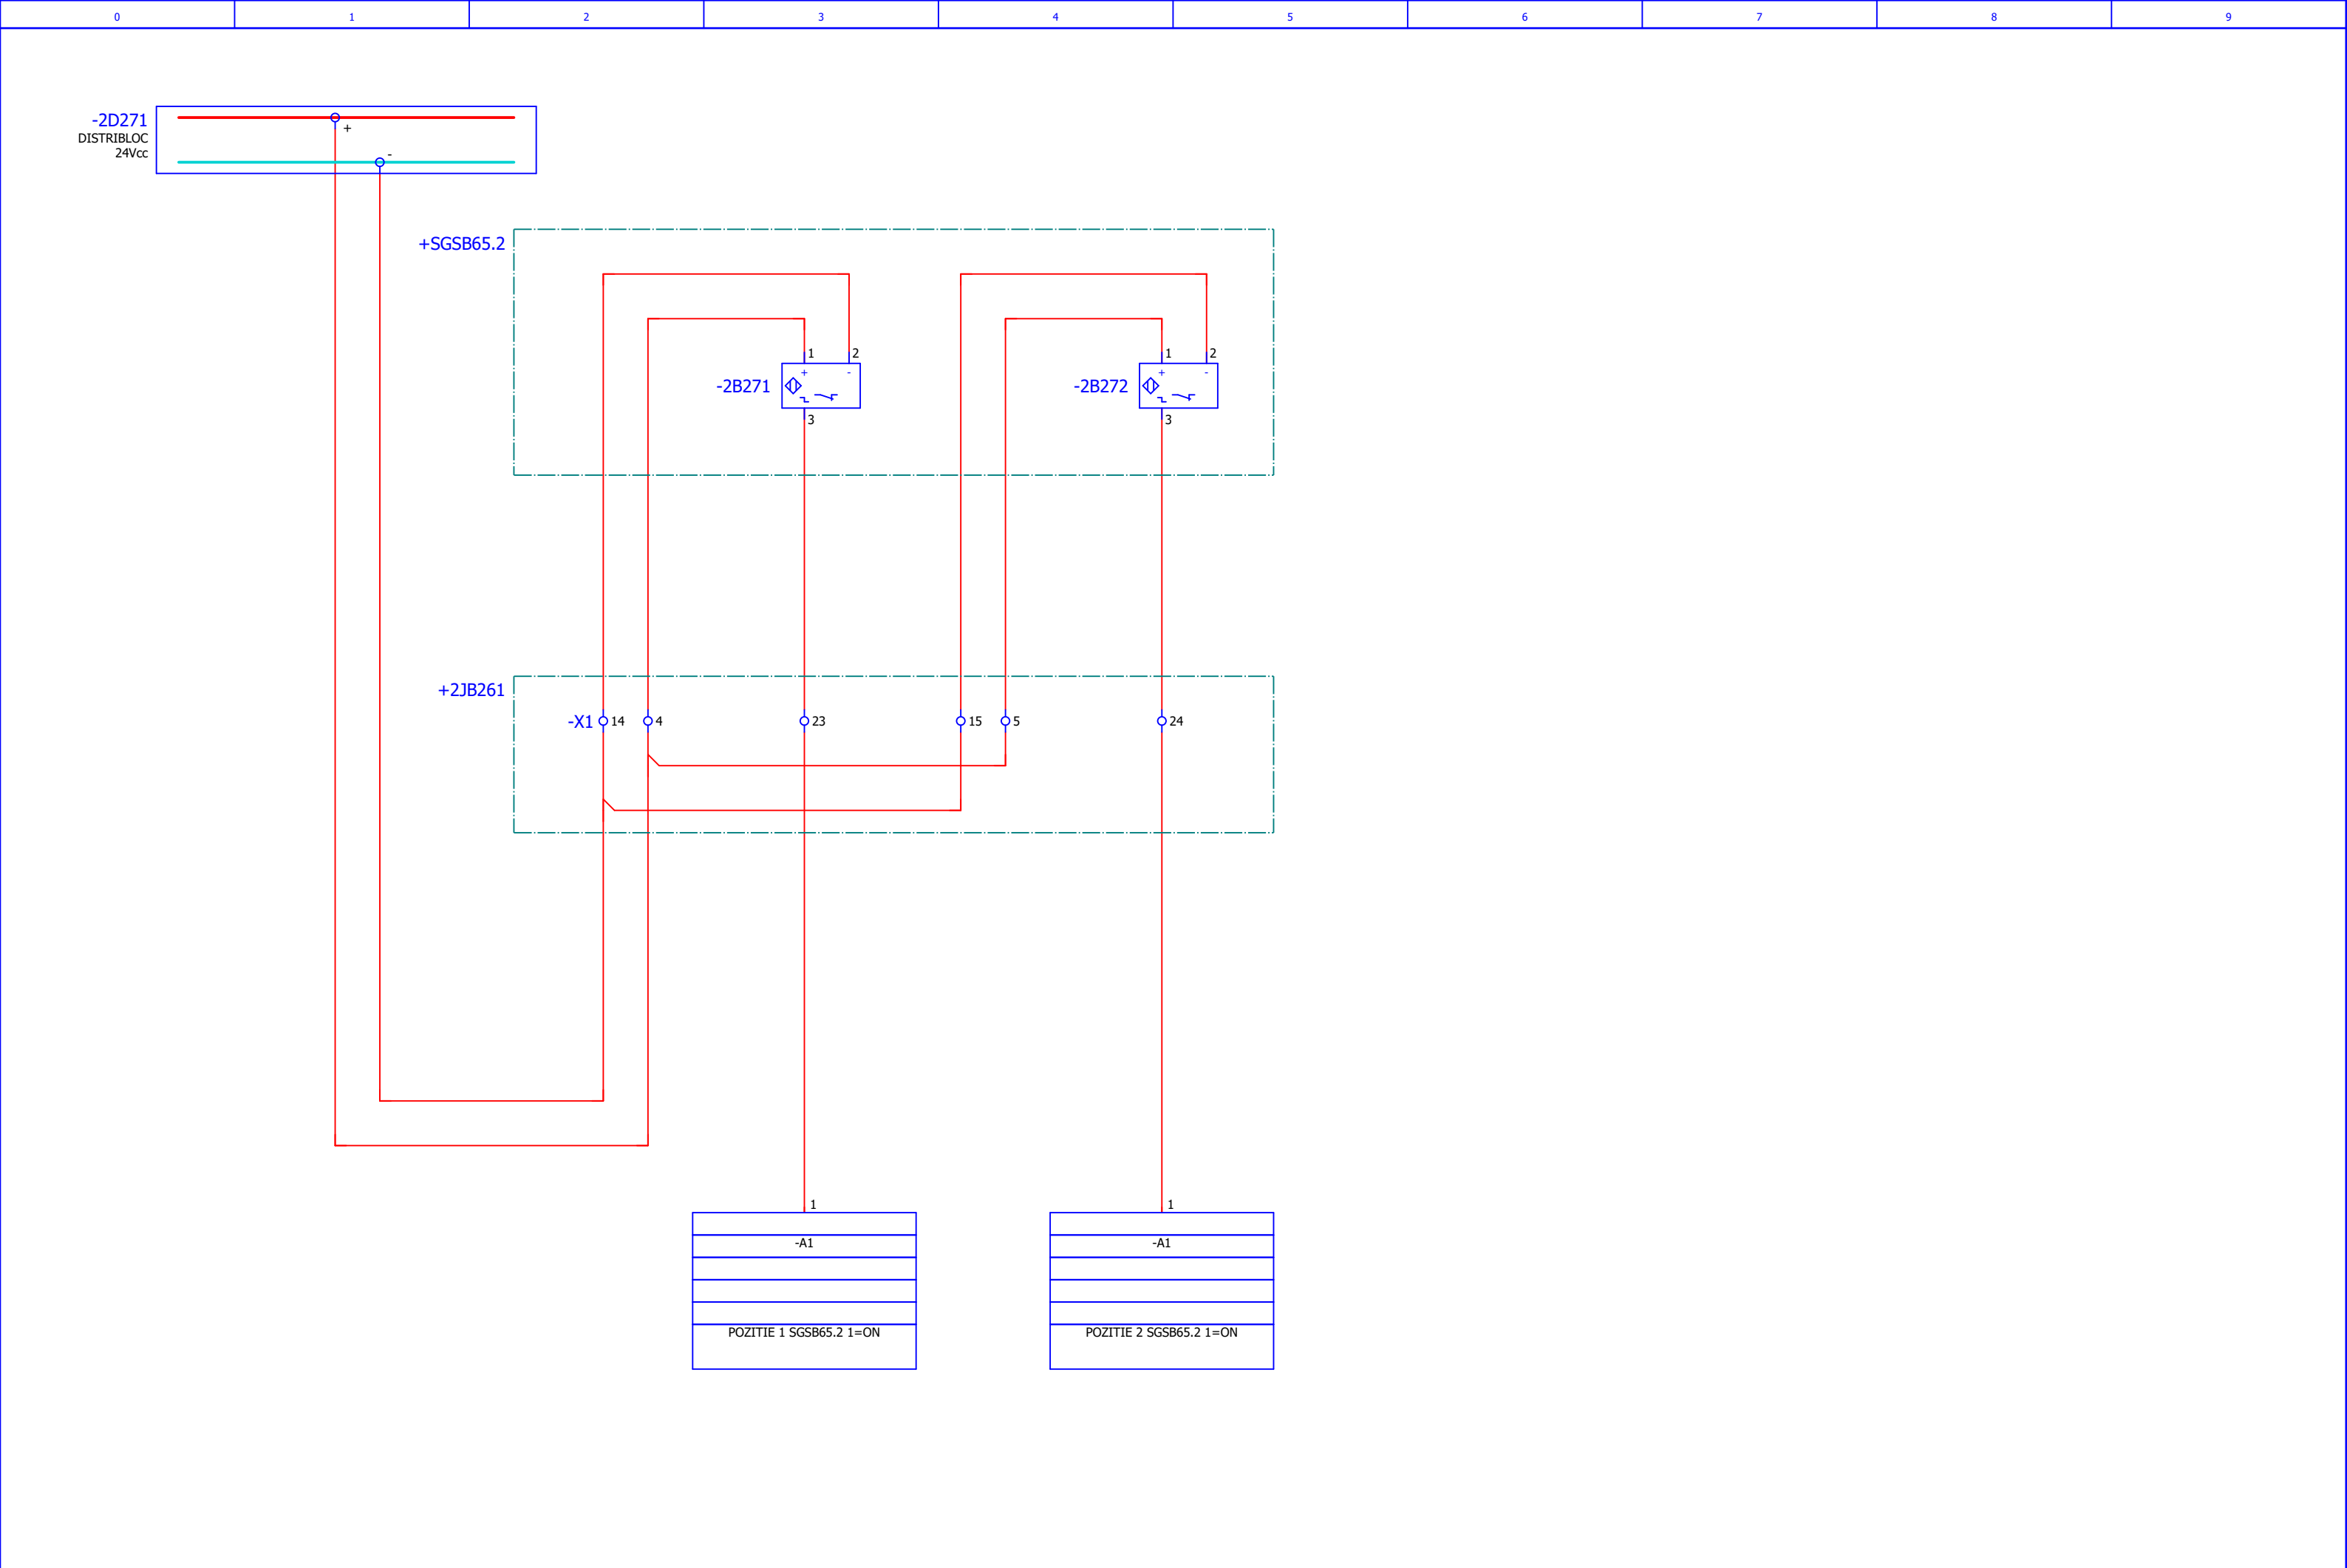 0 1 2 3 4 5 6 7 8 9
-2D271
DISTRIBLOC
24Vcc
+
-
+SGSB65.2
1 2 1 2
+ - + -
-2B271 -2B272
3 3
+2JB261
-X1 14 4 23 15 5 24
1 1
-A1 -A1
POZITIE 1 SGSB65.2 1=ON POZITIE 2 SGSB65.2 1=ON